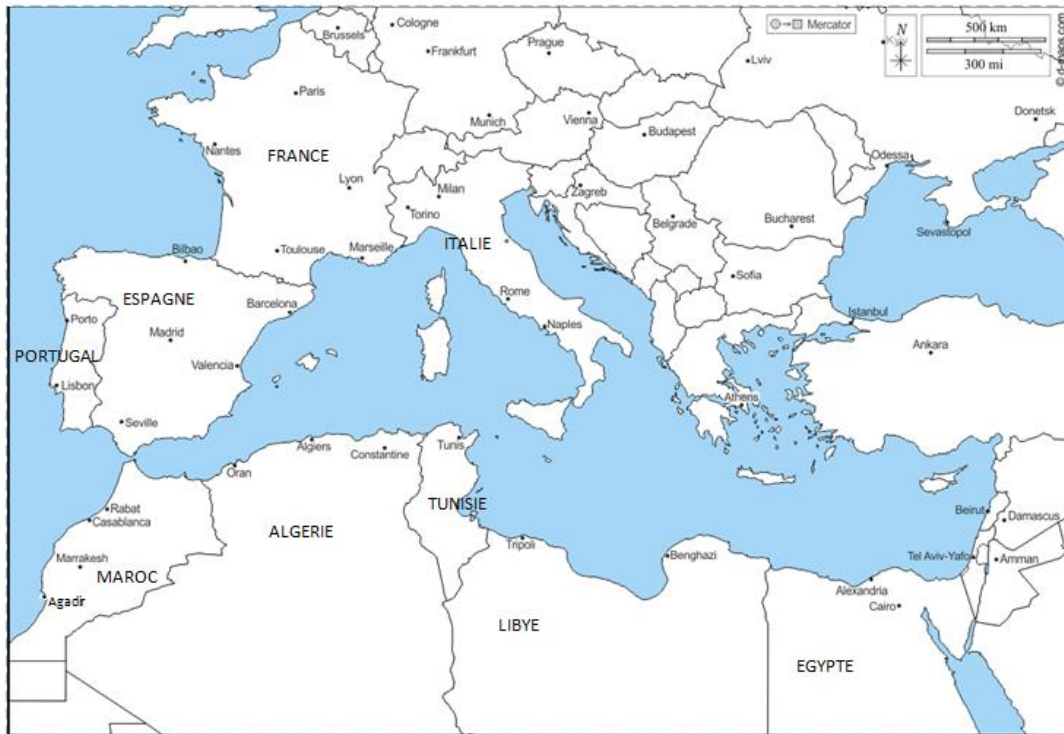 Cologne
Brussels
Frankfurt
Prague
Mercator
N
500 km
300 mi
© d-maps.com
Kyiv
Lviv
Paris
Munich
Vienna
Budapest
Donetsk
Nantes
FRANCE
Odessa
Lyon
Milan
Zagreb
Torino
Belgrade
Bucharest
Sevastopol
Bilbao
Toulouse
Marseille
ITALIE
Sofia
ESPAGNE
Barcelona
Rome
Porto
Madrid
Naples
Istanbul
PORTUGAL
Valencia
Ankara
Lisbon
Athens
Seville
Algiers
Constantine
Tunis
Oran
Rabat
Casablanca
TUNISIE
Beirut
Damascus
ALGERIE
Tripoli
Benghazi
Tel Aviv-Yafo
Amman
Marrakesh
MAROC
Agadir
Alexandria
Cairo
LIBYE
EGYPTE